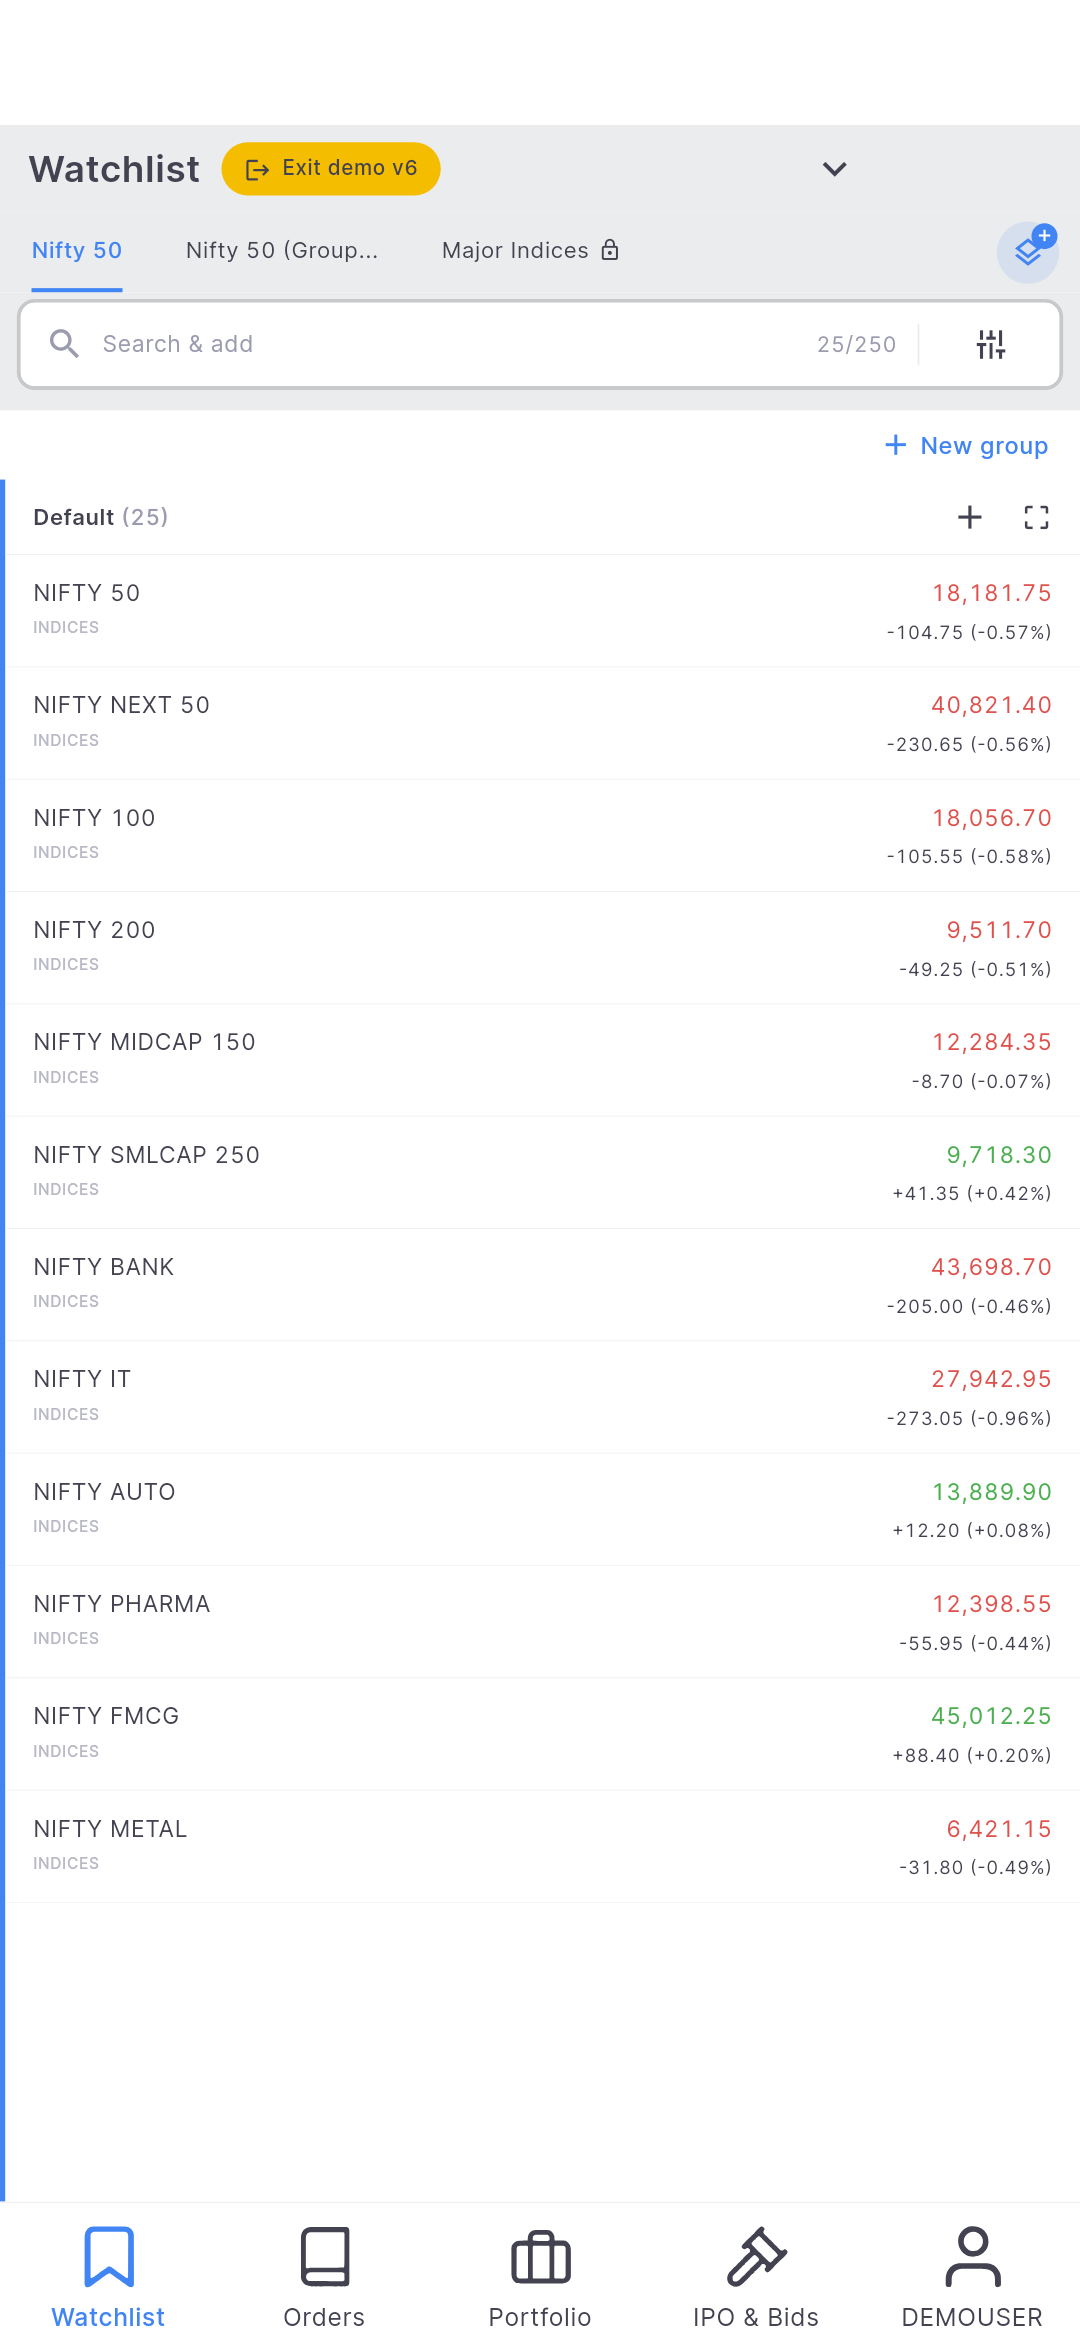 Watchlist Exit demo v6
Nifty 50 Nifty 50 (Group... Major Indices
Search & add 25/250
+ New group
Default (25)
NIFTY 50 18,181.75
INDICES -104.75 (-0.57%)
NIFTY NEXT 50 40,821.40
INDICES -230.65 (-0.56%)
NIFTY 100 18,056.70
INDICES -105.55 (-0.58%)
NIFTY 200 9,511.70
INDICES -49.25 (-0.51%)
NIFTY MIDCAP 150 12,284.35
INDICES -8.70 (-0.07%)
NIFTY SMLCAP 250 9,718.30
INDICES +41.35 (+0.42%)
NIFTY BANK 43,698.70
INDICES -205.00 (-0.46%)
NIFTY IT 27,942.95
INDICES -273.05 (-0.96%)
NIFTY AUTO 13,889.90
INDICES +12.20 (+0.08%)
NIFTY PHARMA 12,398.55
INDICES -55.95 (-0.44%)
NIFTY FMCG 45,012.25
INDICES +88.40 (+0.20%)
NIFTY METAL 6,421.15
INDICES -31.80 (-0.49%)
Watchlist Orders Portfolio IPO & Bids DEMOUSER